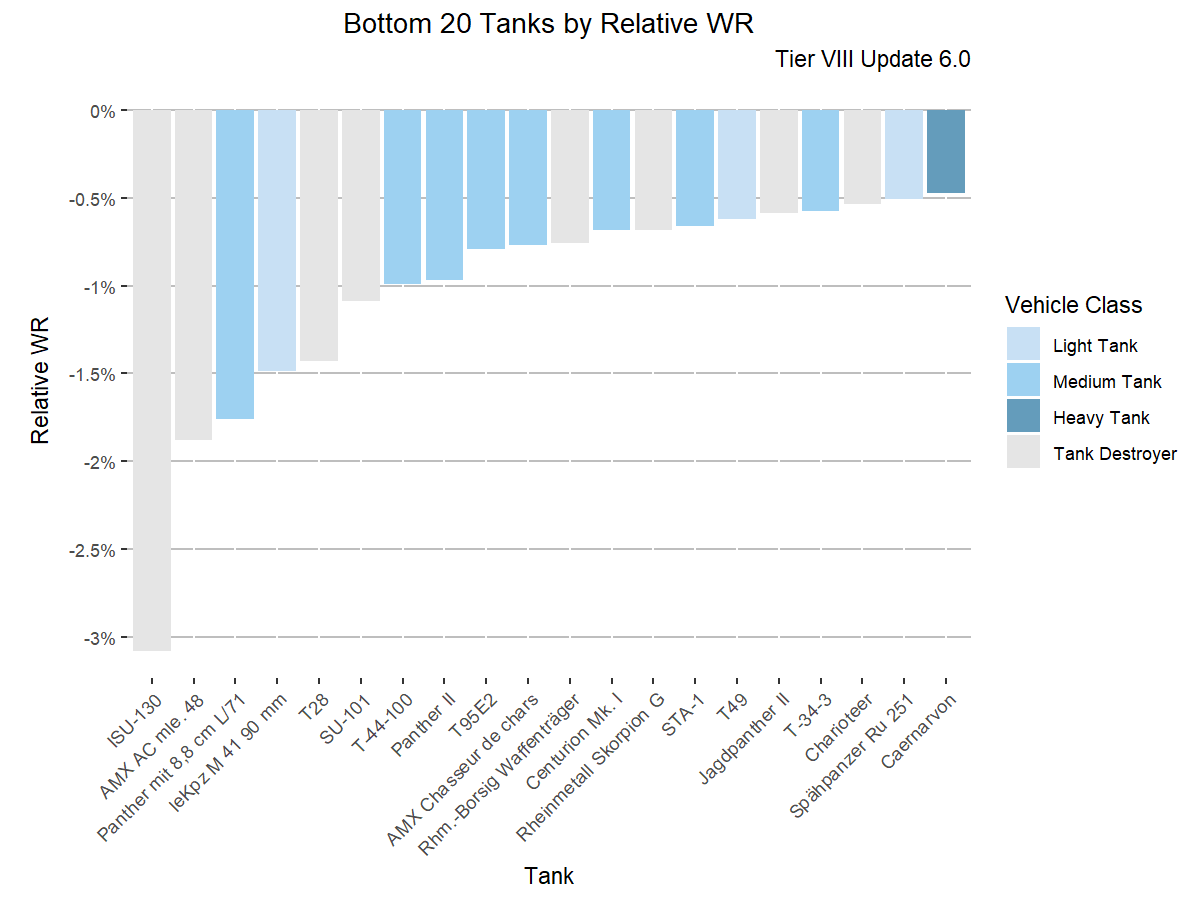 Bottom 20 Tanks by Relative WR
Tier VIII Update 6.0
0%
-0.5%
-1%
-1.5%
-2%
-2.5%
-3%
Relative WR
ISU-130
AMX AC mle. 48
Panther mit 8,8 cm L/71
leKpz M 41 90 mm
T28
SU-101
T-44-100
Panther II
T95E2
AMX Chasseur de chars
Rhm.-Borsig Waffenträger
Centurion Mk. I
Rheinmetall Skorpion G
STA-1
T49
Jagdpanther II
T-34-3
Charioteer
Spähpanzer Ru 251
Caernarvon
Tank
Vehicle Class
Light Tank
Medium Tank
Heavy Tank
Tank Destroyer